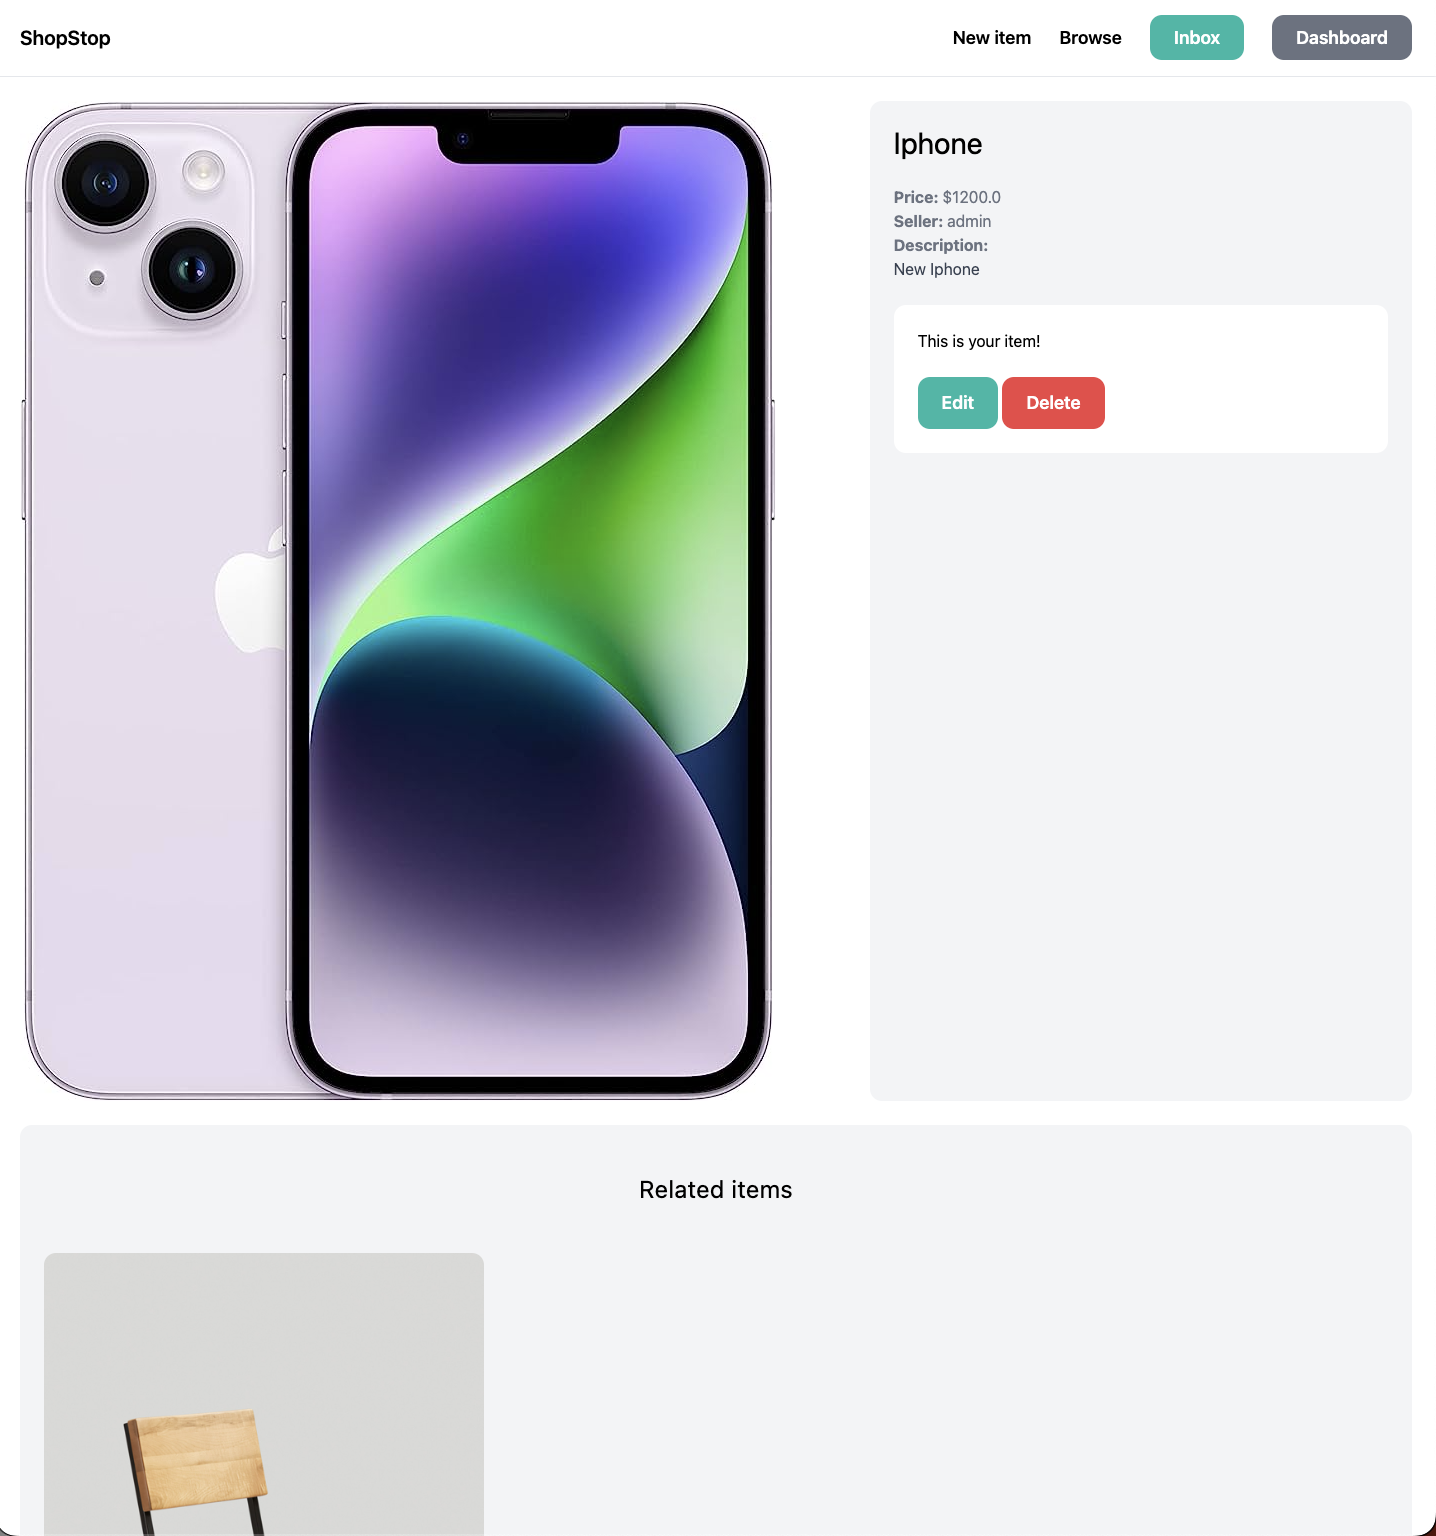 ShopStop
New item
Browse
Inbox
Dashboard
Iphone
Price: $1200.0
Seller: admin
Description:
New Iphone
This is your item!
Edit
Delete
Related items